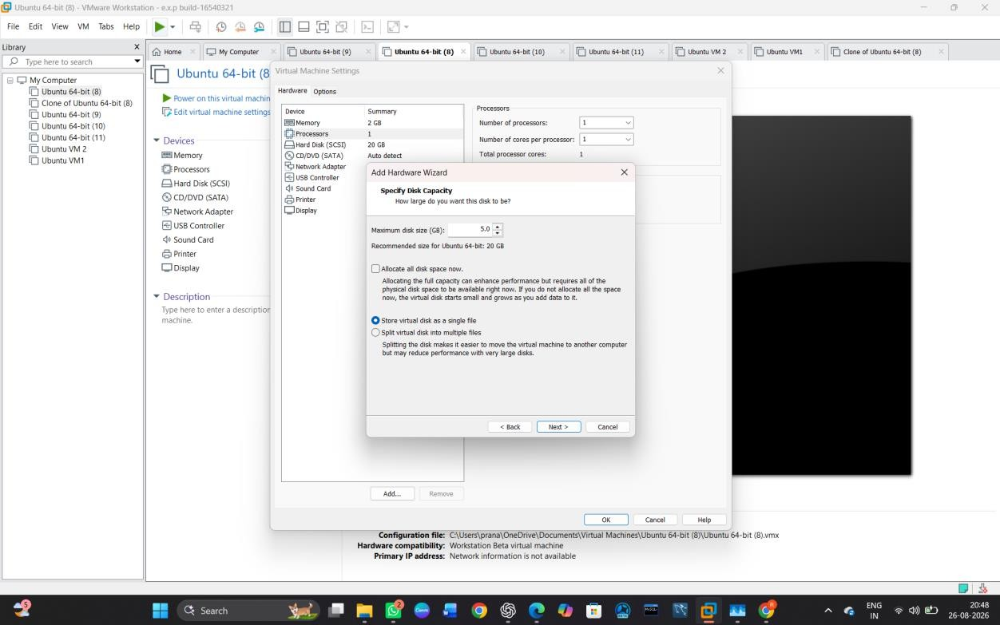 Ubuntu 64-bit (8) - VMware Workstation - e.x.p build-16540321
File Edit View VM Tabs Help
Library
Type here to search
My Computer
Ubuntu 64-bit (8)
Clone of Ubuntu 64-bit (8)
Ubuntu 64-bit (9)
Ubuntu 64-bit (10)
Ubuntu 64-bit (11)
Ubuntu VM 2
Ubuntu VM1
Home My Computer Ubuntu 64-bit (9) Ubuntu 64-bit (8) Ubuntu 64-bit (10) Ubuntu 64-bit (11) Ubuntu VM 2 Ubuntu VM1 Clone of Ubuntu 64-bit (8)
Ubuntu 64-bit (8
Power on this virtual machin
Edit virtual machine settings
Devices
Memory
Processors
Hard Disk (SCSI)
CD/DVD (SATA)
Network Adapter
USB Controller
Sound Card
Printer
Display
Description
Type here to enter a description
machine.
Virtual Machine Settings
Hardware Options
Device Summary
Memory 2 GB
Processors 1
Hard Disk (SCSI) 20 GB
CD/DVD (SATA) Auto detect
Network Adapter
USB Controller
Sound Card
Printer
Display
Processors
Number of processors: 1
Number of cores per processor: 1
Total processor cores: 1
Add Hardware Wizard
Specify Disk Capacity
How large do you want this disk to be?
Maximum disk size (GB): 5.0
Recommended size for Ubuntu 64-bit: 20 GB
Allocate all disk space now.
Allocating the full capacity can enhance performance but requires all of the
physical disk space to be available right now. If you do not allocate all the space
now, the virtual disk starts small and grows as you add data to it.
Store virtual disk as a single file
Split virtual disk into multiple files
Splitting the disk makes it easier to move the virtual machine to another computer
but may reduce performance with very large disks.
< Back Next > Cancel
Add... Remove
OK Cancel Help
Configuration file: C:\Users\prana\OneDrive\Documents\Virtual Machines\Ubuntu 64-bit (8)\Ubuntu 64-bit (8).vmx
Hardware compatibility: Workstation Beta virtual machine
Primary IP address: Network information is not available
5
Search
2
ENG
IN
20:48
26-08-2026